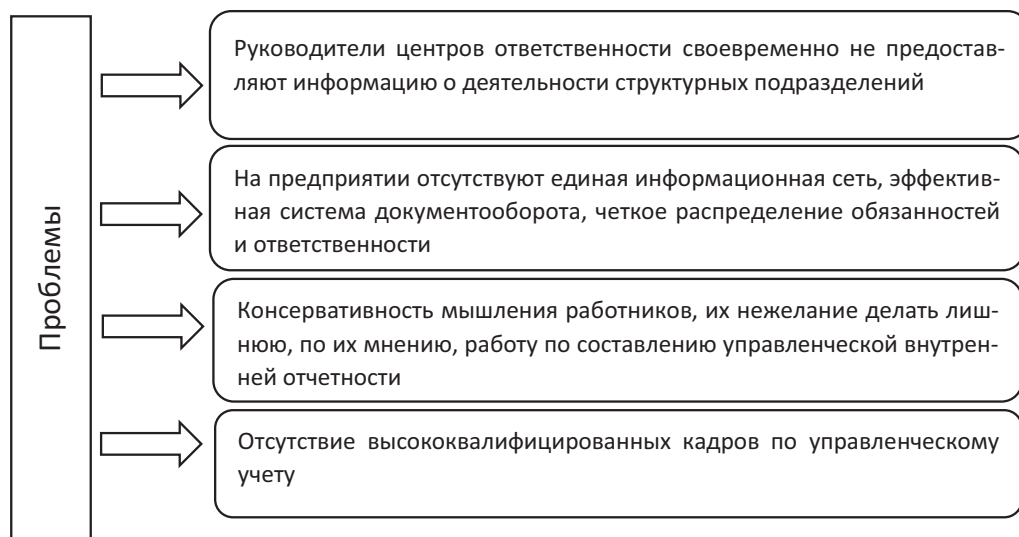 Проблемы
Руководители центров ответственности своевременно не предостав-
ляют информацию о деятельности структурных подразделений
На предприятии отсутствуют единая информационная сеть, эффектив-
ная система документооборота, четкое распределение обязанностей
и ответственности
Консервативность мышления работников, их нежелание делать лиш-
нюю, по их мнению, работу по составлению управленческой внутрен-
ней отчетности
Отсутствие высококвалифицированных кадров по управленческому
учету